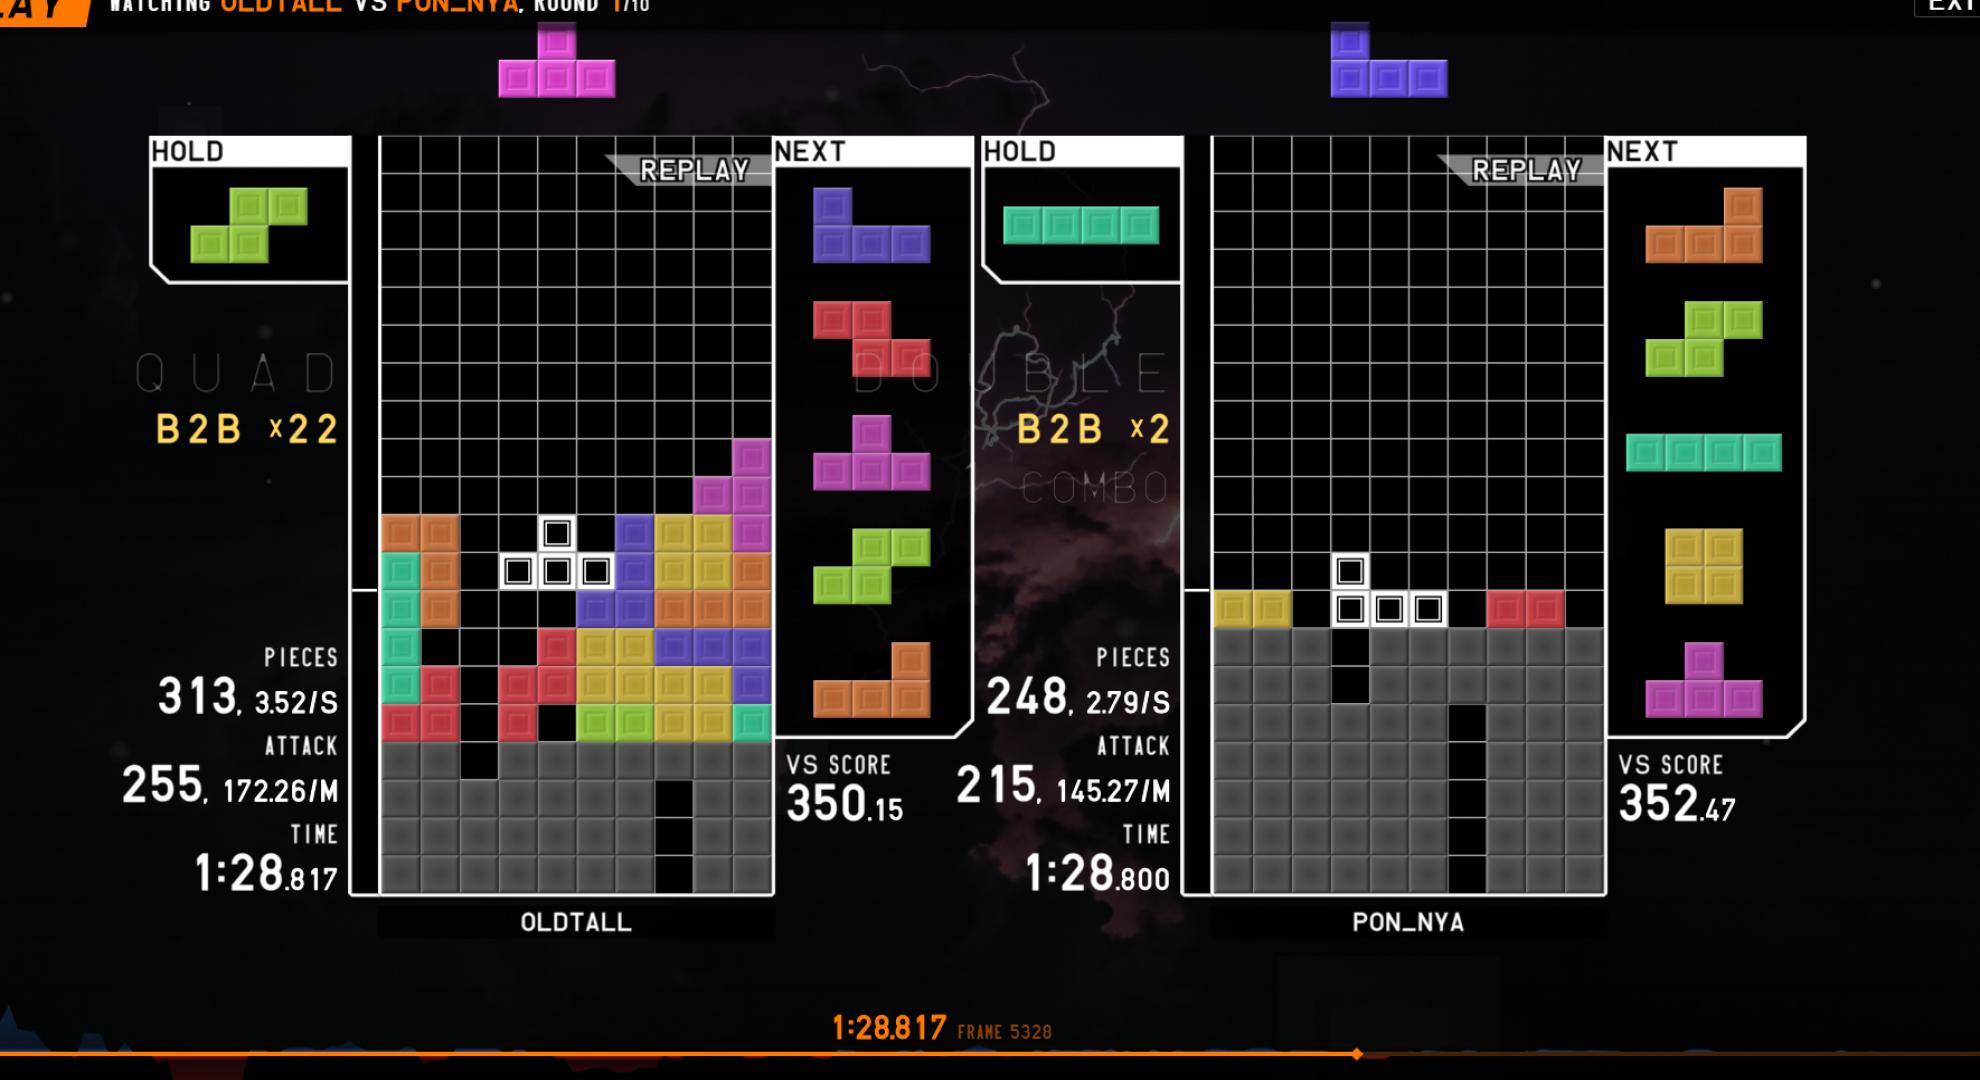 WATCHING OLDTALL VS PON_NYA, ROUND 1/10
HOLD
REPLAY
NEXT
QUAD
B2B x22
PIECES
313, 3.52/S
ATTACK
255, 172.26/M
TIME
1:28.817
VS SCORE
350.15
OLDTALL
HOLD
REPLAY
NEXT
DOUBLE
B2B x2
COMBO
PIECES
248, 2.79/S
ATTACK
215, 145.27/M
TIME
1:28.800
VS SCORE
352.47
PON_NYA
1:28.817 FRAME 5328